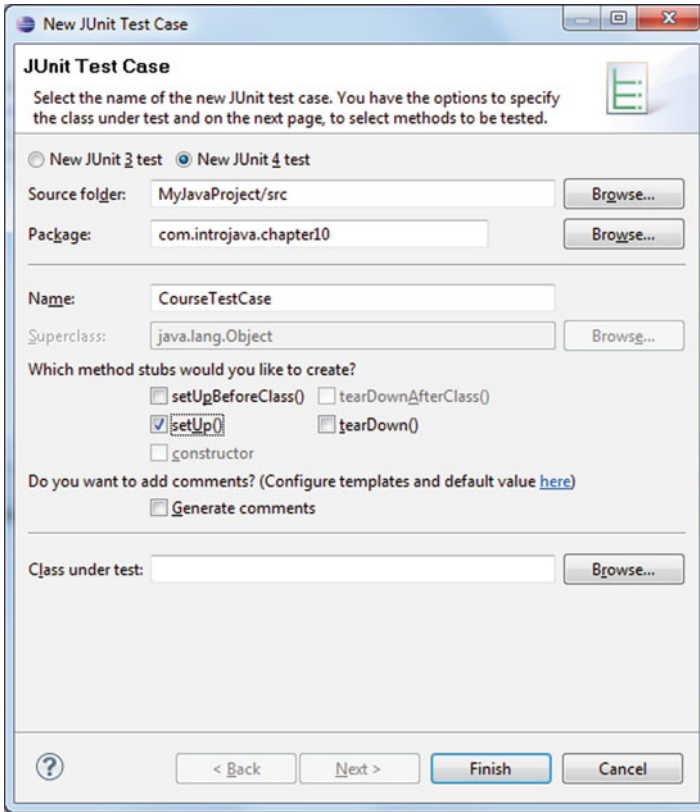 New JUnit Test Case
JUnit Test Case
Select the name of the new JUnit test case. You have the options to specify
the class under test and on the next page, to select methods to be tested.
New JUnit 3 test New JUnit 4 test
Source folder: MyJavaProject/src Browse...
Package: com.introjava.chapter10 Browse...
Name: CourseTestCase
Superclass: java.lang.Object Browse...
Which method stubs would you like to create?
setUpBeforeClass() tearDownAfterClass()
setUp() tearDown()
constructor
Do you want to add comments? (Configure templates and default value here)
Generate comments
Class under test: Browse...
? < Back Next > Finish Cancel